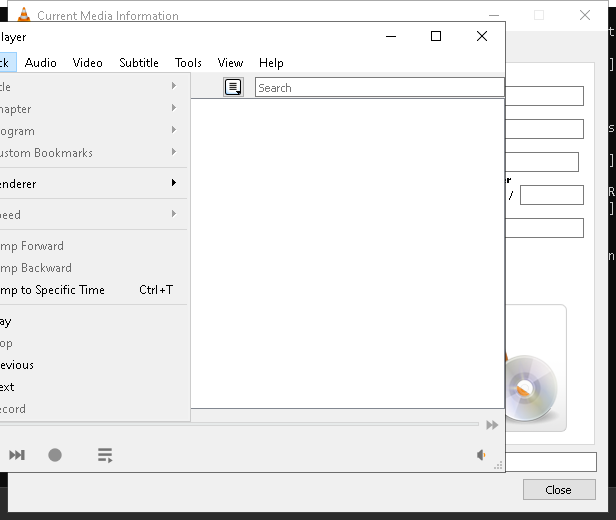 Current Media Information
layer
ck Audio Video Subtitle Tools View Help
tle
hapter
Search
ogram
ustom Bookmarks
enderer
r
/
eed
mp Forward
mp Backward
mp to Specific Time Ctrl+T
ay
op
evious
ext
ecord
Close
t
]
s
]
R
]
n